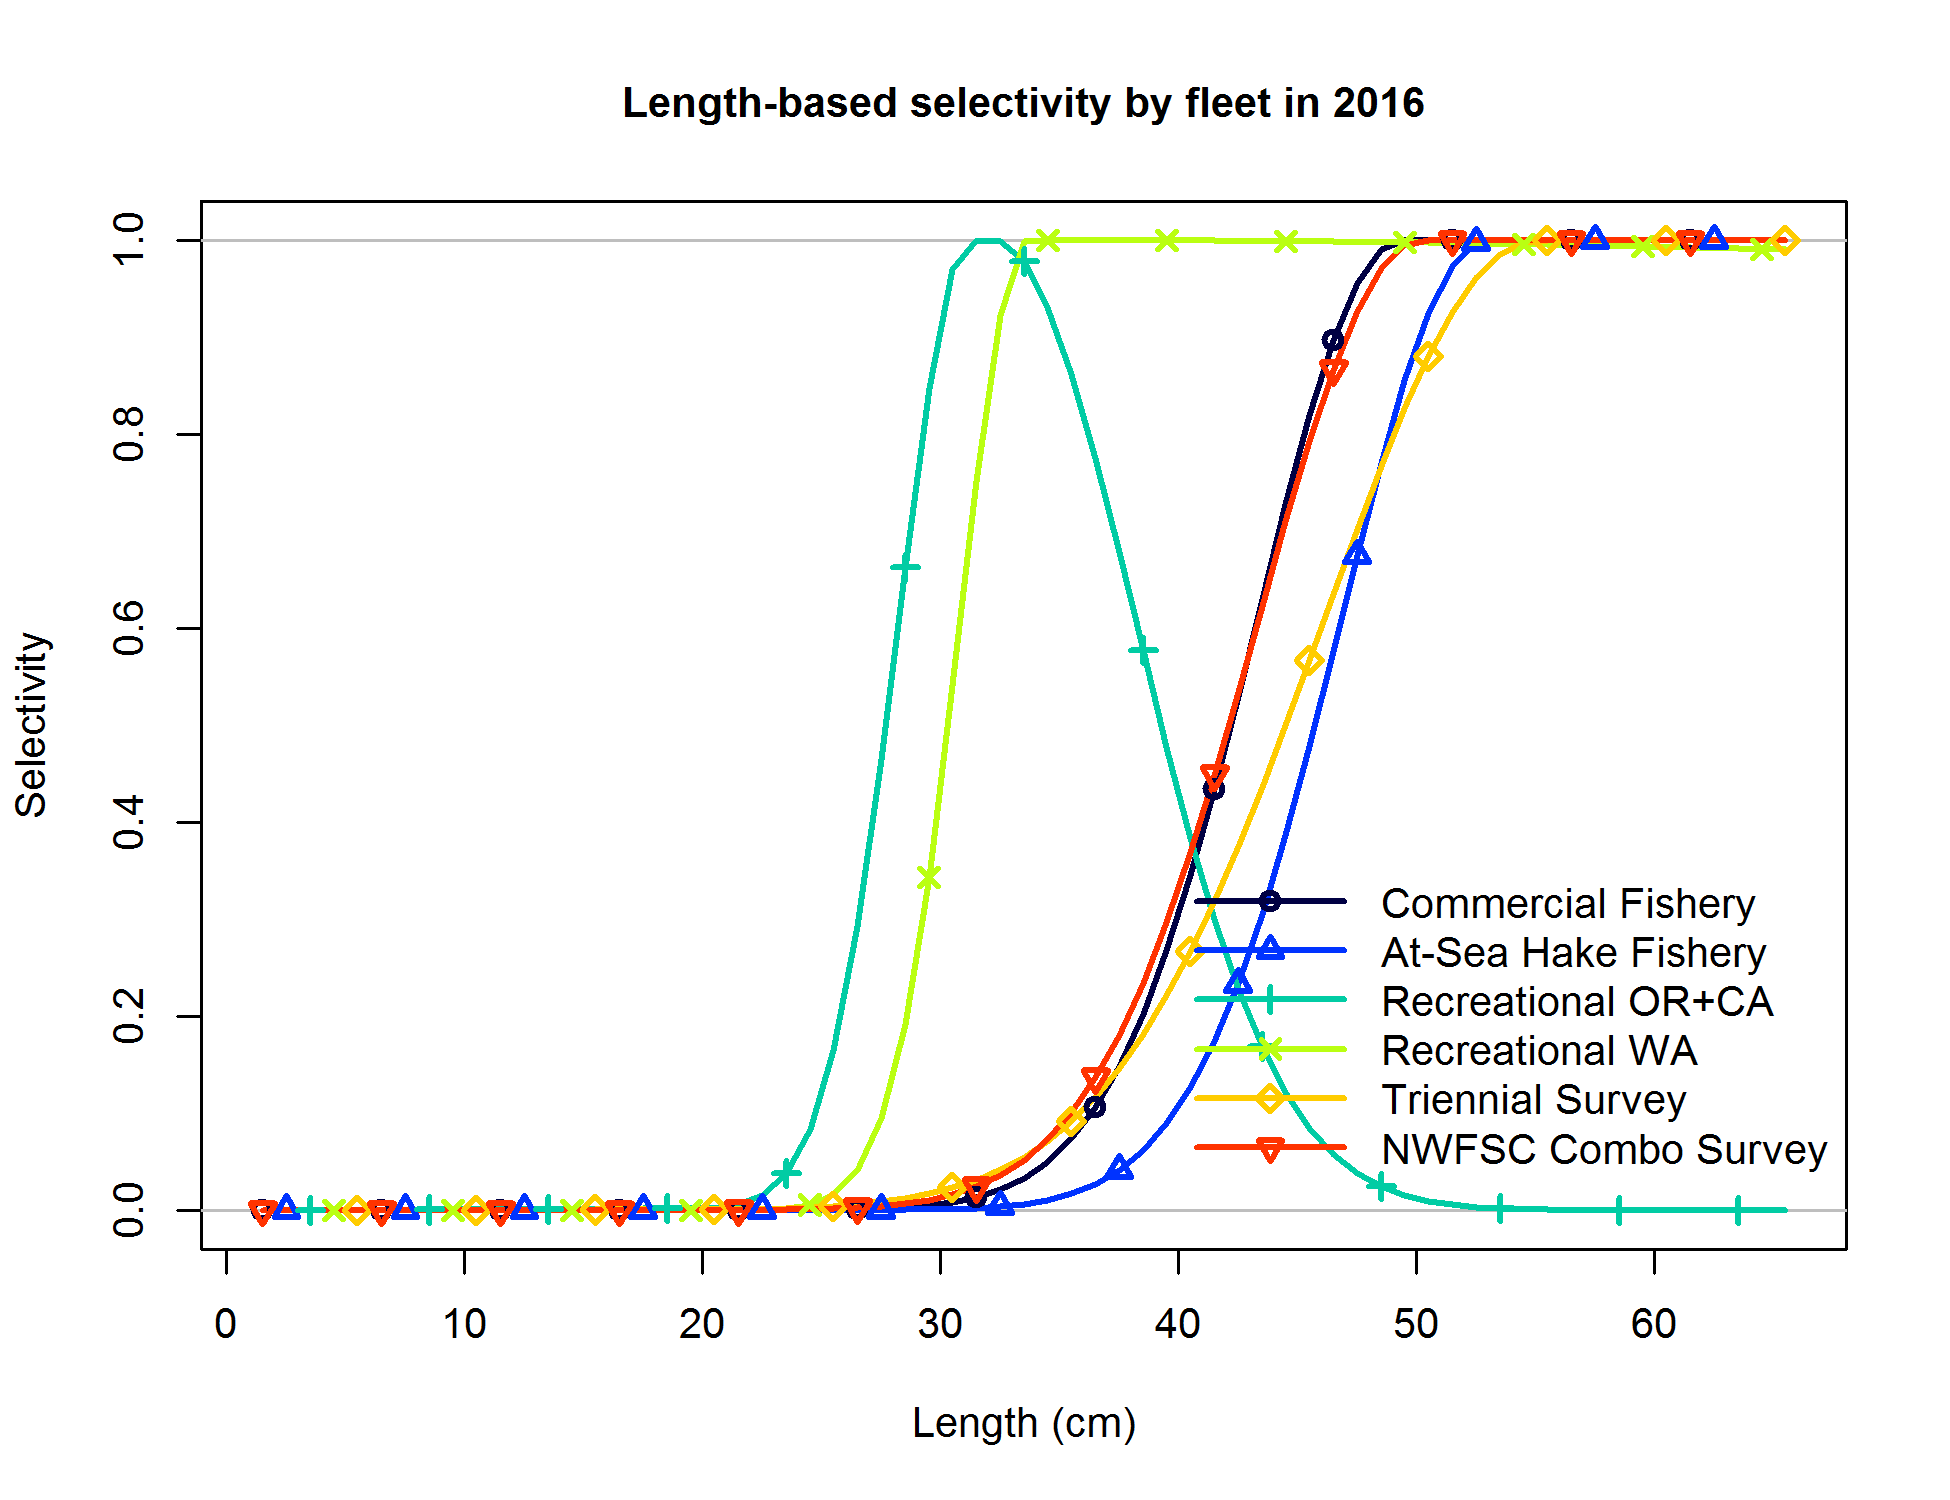 Length-based selectivity by fleet in 2016
Selectivity
1.0
0.8
0.6
0.4
0.2
0.0
Commercial Fishery
At-Sea Hake Fishery
Recreational OR+CA
Recreational WA
Triennial Survey
NWFSC Combo Survey
0 10 20 30 40 50 60
Length (cm)